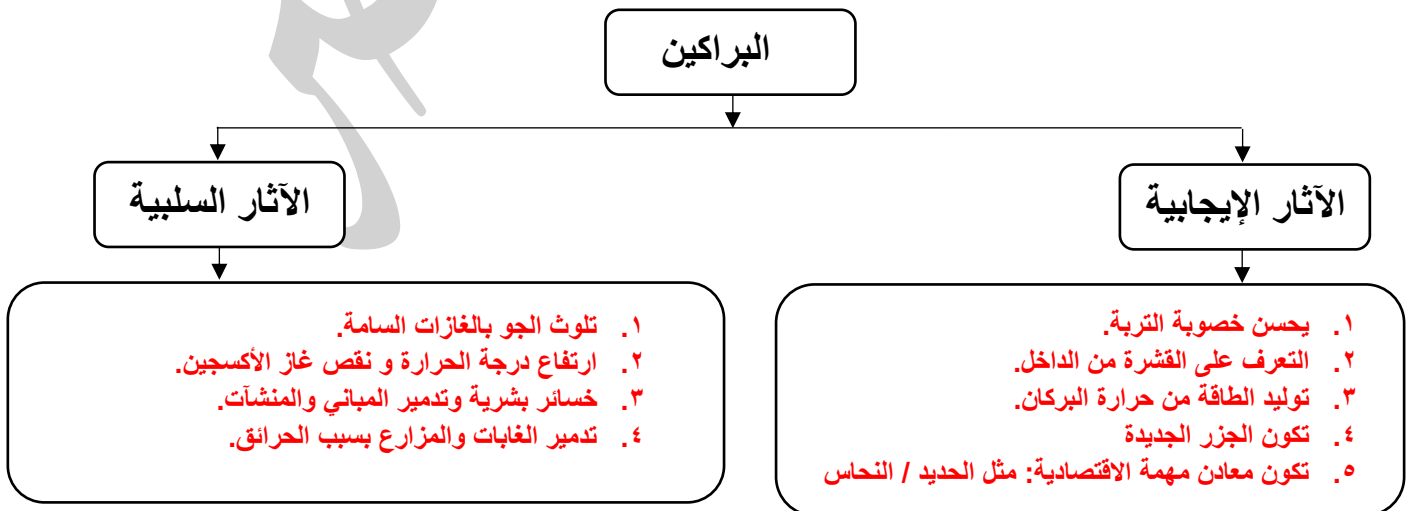 البراكين
الآثار الإيجابية
١. يحسن خصوبة التربة.
٢. التعرف على القشرة من الداخل.
٣. توليد الطاقة من حرارة البركان.
٤. تكون الجزر الجديدة
٥. تكون معادن مهمة الاقتصادية: مثل الحديد / النحاس
الآثار السلبية
١. تلوث الجو بالغازات السامة.
٢. ارتفاع درجة الحرارة و نقص غاز الأكسجين.
٣. خسائر بشرية وتدمير المباني والمنشآت.
٤. تدمير الغابات والمزارع بسبب الحرائق.